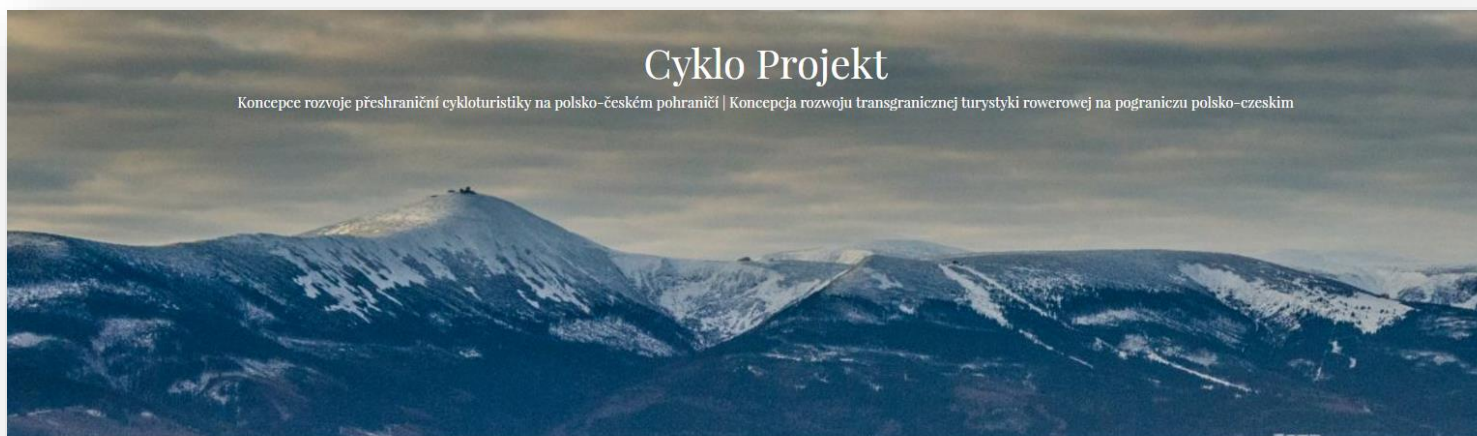 Cyklo Projekt
Koncepce rozvoje přeshraniční cykloturistiky na polsko-českém pohraničí | Koncepcja rozwoju transgranicznej turystyki rowerowej na pograniczu polsko-czeskim